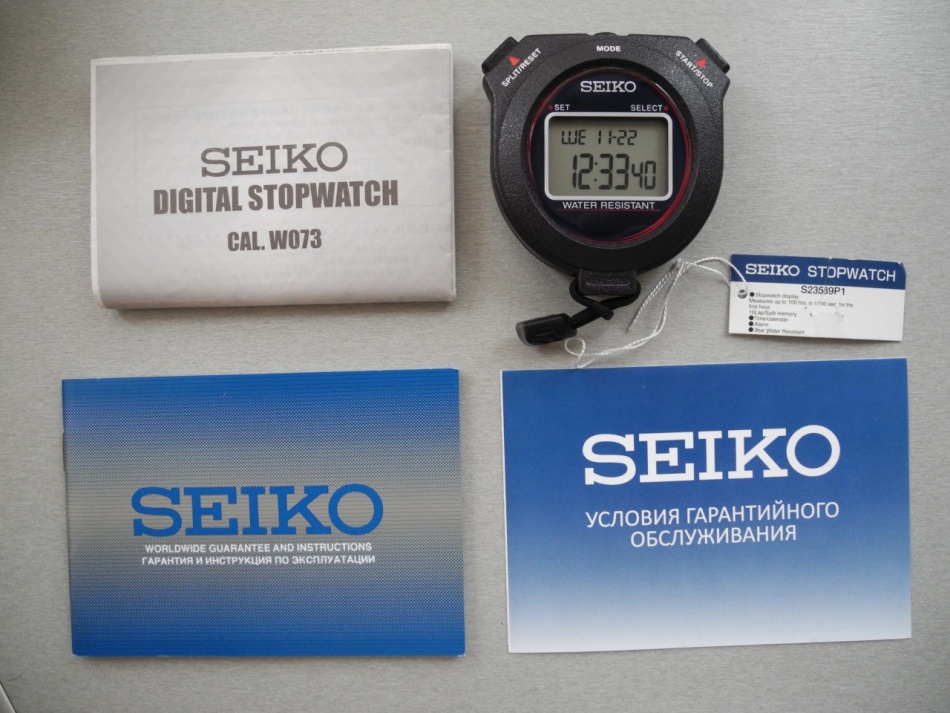 SEIKO
DIGITAL STOPWATCH
CAL. W073
MODE
SPLIT/RESET
START/STOP
SEIKO
SET
SELECT
WE 11-22
12:33 40
WATER RESISTANT
SEIKO STOPWATCH
S23589P1
Stopwatch display
Measures up to 100 hrs. in 1/100 sec. for the
first hour.
10Lap/Split memory
Time/calendar
Alarm
5bar Water Resistant
SEIKO
WORLDWIDE GUARANTEE AND INSTRUCTIONS
ГАРАНТИЯ И ИНСТРУКЦИЯ ПО ЭКСПЛУАТАЦИИ
SEIKO
УСЛОВИЯ ГАРАНТИЙНОГО
ОБСЛУЖИВАНИЯ